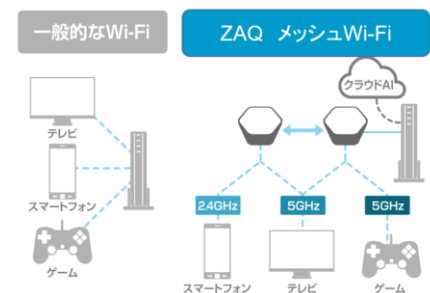 一般的なWi-Fi
テレビ
スマートフォン
ゲーム
ZAQ メッシュWi-Fi
クラウドAI
2.4GHz
5GHz
5GHz
スマートフォン
テレビ
ゲーム